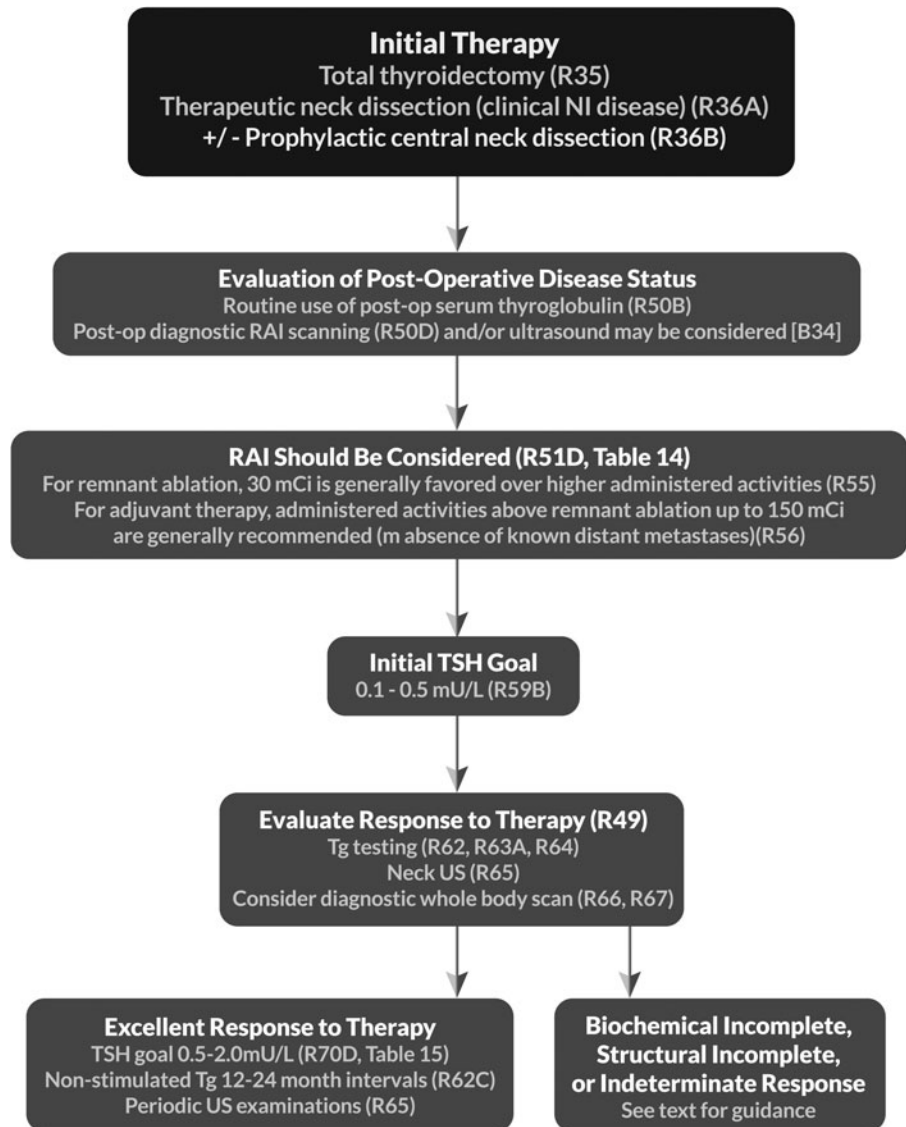 Initial Therapy
Total thyroidectomy (R35)
Therapeutic neck dissection (clinical NI disease) (R36A)
+/ - Prophylactic central neck dissection (R36B)
Evaluation of Post-Operative Disease Status
Routine use of post-op serum thyroglobulin (R50B)
Post-op diagnostic RAI scanning (R50D) and/or ultrasound may be considered [B34]
RAI Should Be Considered (R51D, Table 14)
For remnant ablation, 30 mCi is generally favored over higher administered activities (R55)
For adjuvant therapy, administered activities above remnant ablation up to 150 mCi
are generally recommended (m absence of known distant metastases)(R56)
Initial TSH Goal
0.1 - 0.5 mU/L (R59B)
Evaluate Response to Therapy (R49)
Tg testing (R62, R63A, R64)
Neck US (R65)
Consider diagnostic whole body scan (R66, R67)
Excellent Response to Therapy
TSH goal 0.5-2.0mU/L (R70D, Table 15)
Non-stimulated Tg 12-24 month intervals (R62C)
Periodic US examinations (R65)
Biochemical Incomplete,
Structural Incomplete,
or Indeterminate Response
See text for guidance